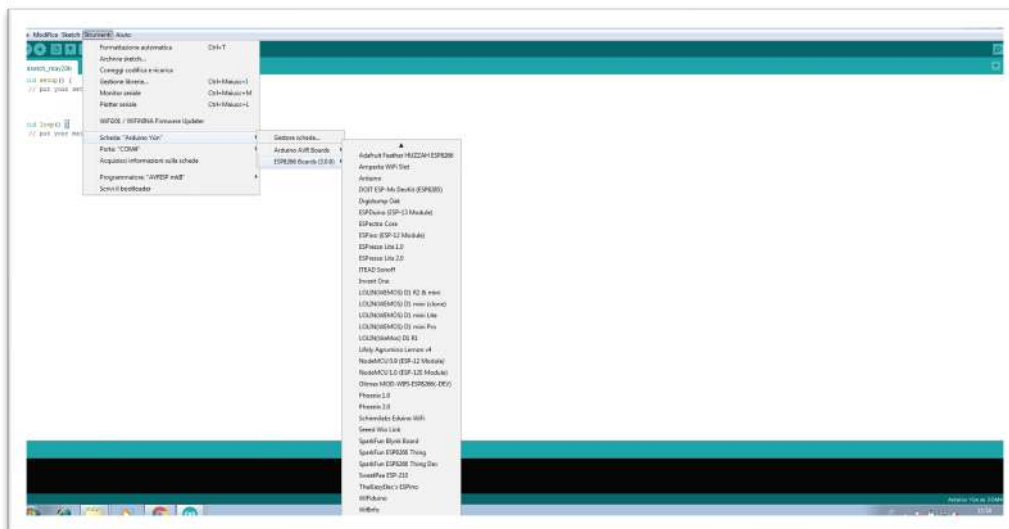 Modifica Sketch Strumenti Aiuto
Formattazione automatica Ctrl+T
Archivia sketch...
Correggi codifica e ricarica
Gestione librerie... Ctrl+Maiusc+I
Monitor seriale Ctrl+Maiusc+M
Plotter seriale Ctrl+Maiusc+L
WiFi101 / WiFiNINA Firmware Updater
Scheda: "Arduino Yún"
Porta: "COM4"
Acquisisci informazioni sulla scheda
Programmatore: "AVRISP mkII"
Scrivi il bootloader
setup() {
// put your
loop() {
// put your
Gestore schede...
Arduino AVR Boards
ESP8266 Boards
Adafruit Feather HUZZAH ESP8266
Amperka WiFi Slot
Arduino
DOIT ESP-Mx DevKit (ESP8285)
Digistump Oak
ESPDuino (ESP-13 Module)
ESPectro Core
ESPino (ESP-12 Module)
ESPresso Lite 1.0
ESPresso Lite 2.0
ITEAD Sonoff
Invent One
LOLIN(WEMOS) D1 R2 & mini
LOLIN(WEMOS) D1 mini (clone)
LOLIN(WEMOS) D1 mini Lite
LOLIN(WEMOS) D1 mini Pro
LOLIN(WeMos) D1 R1
Lifely Agrumino Lemon v4
NodeMCU 0.9 (ESP-12 Module)
NodeMCU 1.0 (ESP-12E Module)
Olimex MOD-WIFI-ESP8266(-DEV)
Phoenix 1.0
Phoenix 2.0
Schirmilabs Eduino WiFi
Seeed Wio Link
SparkFun Blynk Board
SparkFun ESP8266 Thing
SparkFun ESP8266 Thing Dev
SweetPea ESP-210
ThaiEasyElec's ESPino
WiFiduino
WifInfo